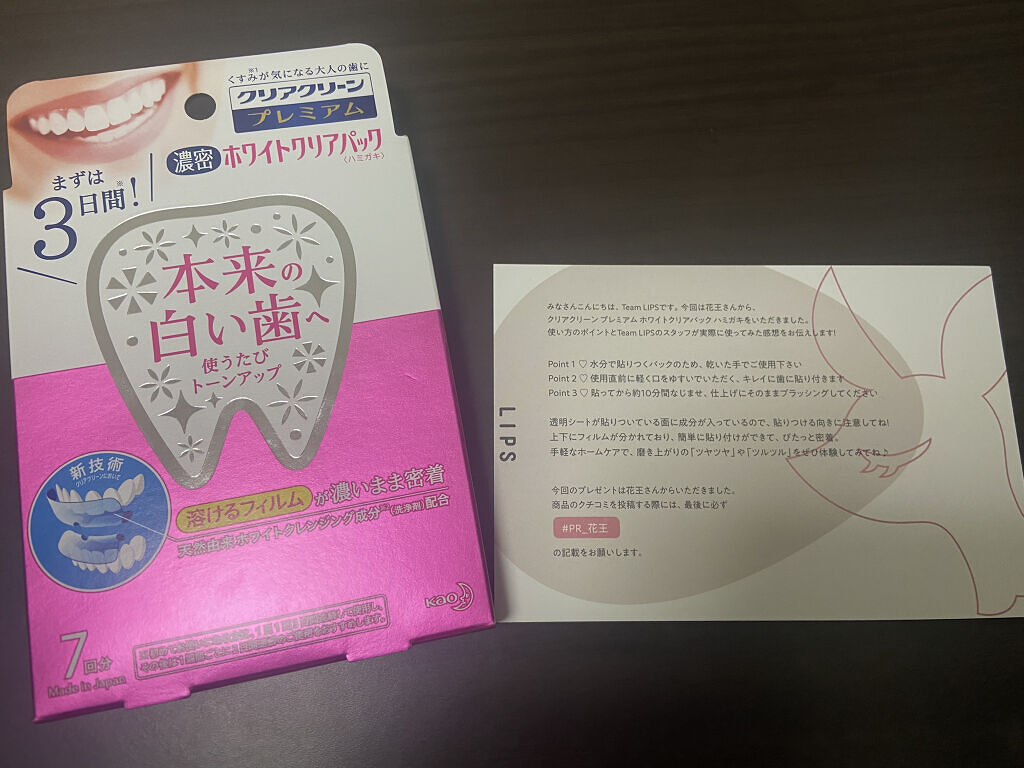 ※1
くすみが気になる大人の歯に
クリアクリーン
プレミアム
濃密 ホワイトクリアパック
〈ハミガキ〉
まずは
3日間!※
本来の
白い歯へ
使うたび
トーンアップ
新技術
クリアクリーンにおいて
溶けるフィルムが濃いまま密着
天然由来ホワイトクレンジング成分※2(洗浄剤)配合
Kao
7回分
Made in Japan
みなさんこんにちは、Team LIPSです。今回は花王さんから、
クリアクリーン プレミアム ホワイトクリアパック ハミガキをいただきました。
使い方のポイントとTeam LIPSのスタッフが実際に使ってみた感想をお伝えします!
Point 1 ♡ 水分で貼りつくパックのため、乾いた手でご使用下さい
Point 2 ♡ 使用直前に軽く口をゆすいでいただく、キレイに歯に貼り付きます
Point 3 ♡ 貼ってから約10分間なじませ、仕上げにそのままブラッシングしてください
透明シートが貼りついている面に成分が入っているので、貼りつける向きに注意してね!
上下にフィルムが分かれており、簡単に貼り付けができて、ぴたっと密着。
手軽なホームケアで、磨き上がりの「ツヤツヤ」や「ツルツル」をぜひ体験してみてね♪
LIPS
今回のプレゼントは花王さんからいただきました。
商品のクチコミを投稿する際には、最後に必ず
#PR_花王
の記載をお願いします。